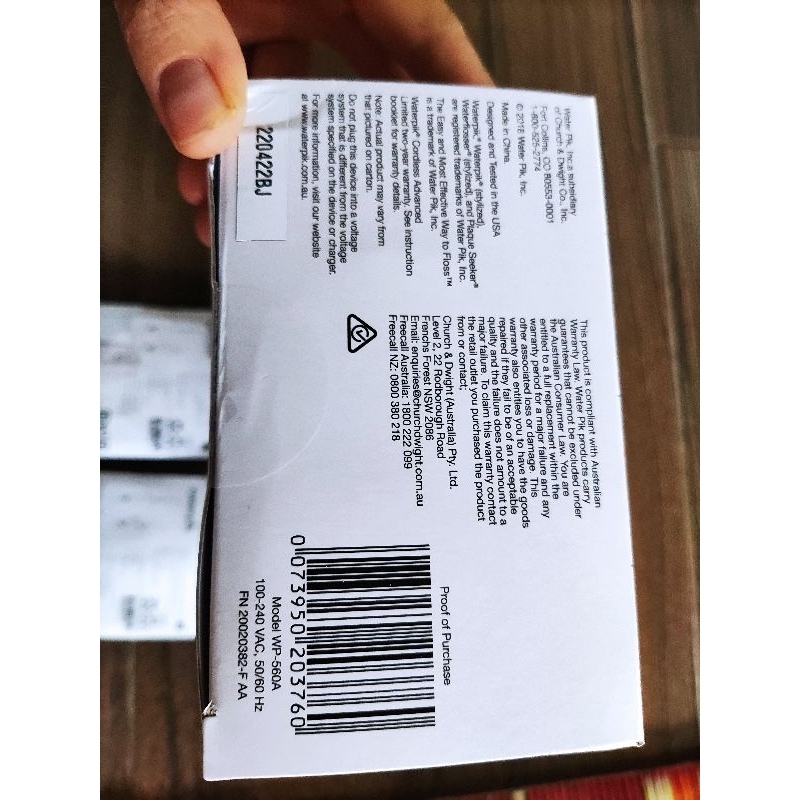 Water Pik, Inc., a subsidiary
of Church & Dwight Co., Inc.
Fort Collins, CO 80553-0001
1-800-525-2774
© 2018 Water Pik, Inc.
Made in China.
Designed and Tested in the USA
Waterpik® Waterpik® (stylized),
Waterflosser® (stylized), and Plaque Seeker®
are registered trademarks of Water Pik, Inc.
The Easy and Most Effective Way to Floss™
is a trademark of Water Pik, Inc.
Waterpik® Cordless Advanced
Limited two-year warranty. See instruction
booklet for warranty details.
Note: Actual product may vary from
that pictured on carton.
Do not plug this device into a voltage
system that is different from the voltage
system specified on the device or charger.
For more information, visit our website
at www.waterpik.com.au.
220422BJ
This product is compliant with Australian
Warranty Law. Water Pik products carry
guarantees that cannot be excluded under
the Australian Consumer Law. You are
entitled to a full replacement within the
warranty period for a major failure and any
other associated loss or damage. This
warranty also entitles you to have the goods
repaired if they fail to be of an acceptable
quality and the failure does not amount to a
major failure. To claim this warranty contact
the retail outlet you purchased the product
from or contact:
Church & Dwight (Australia) Pty. Ltd.
Level 2, 22 Rodborough Road
Frenchs Forest NSW 2086
Email: enquiries@churchdwight.com.au
Freecall Australia: 1800 222 099
Freecall NZ: 0800 380 218
Proof of Purchase
0 073950 203760
Model WP-560A
100-240 VAC, 50/60 Hz
FN 20020382-F AA